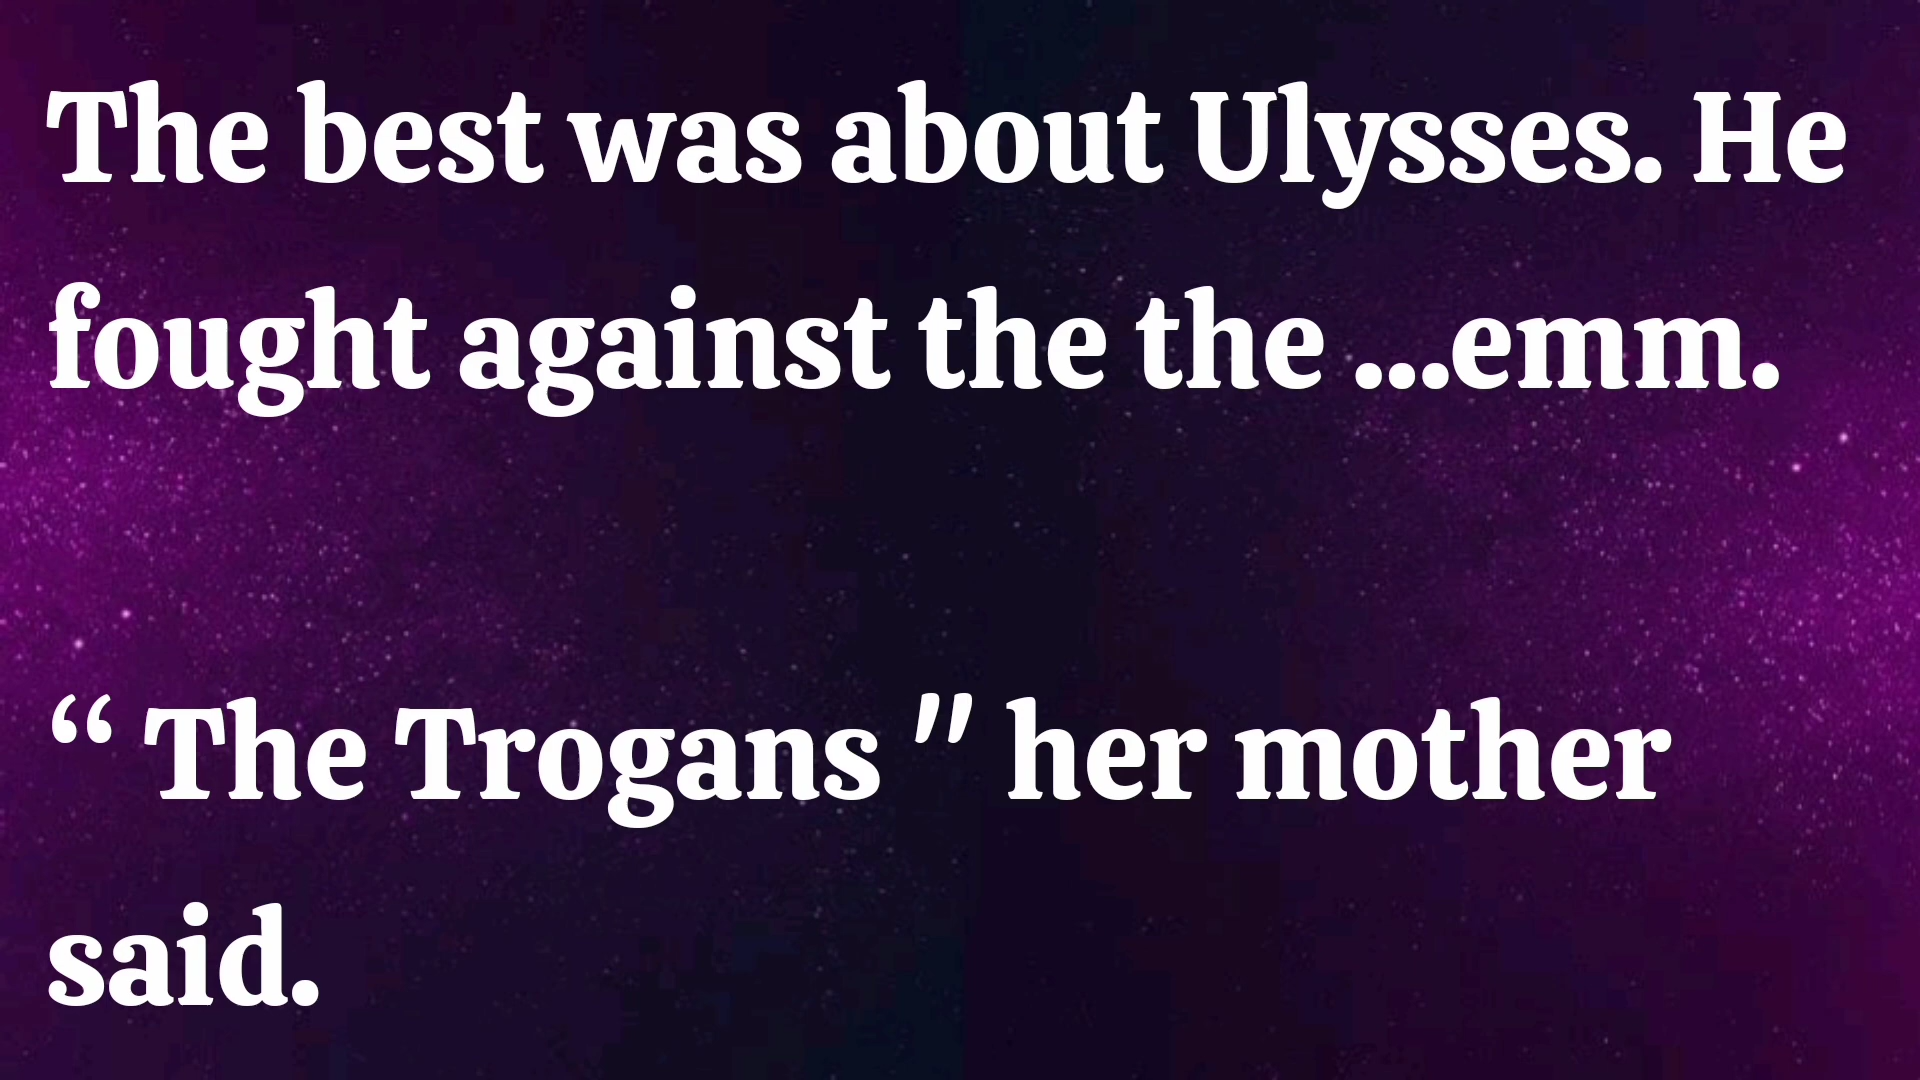 The best was about Ulysses. He
fought against the the ...emm.
“ The Trogans " her mother
said.